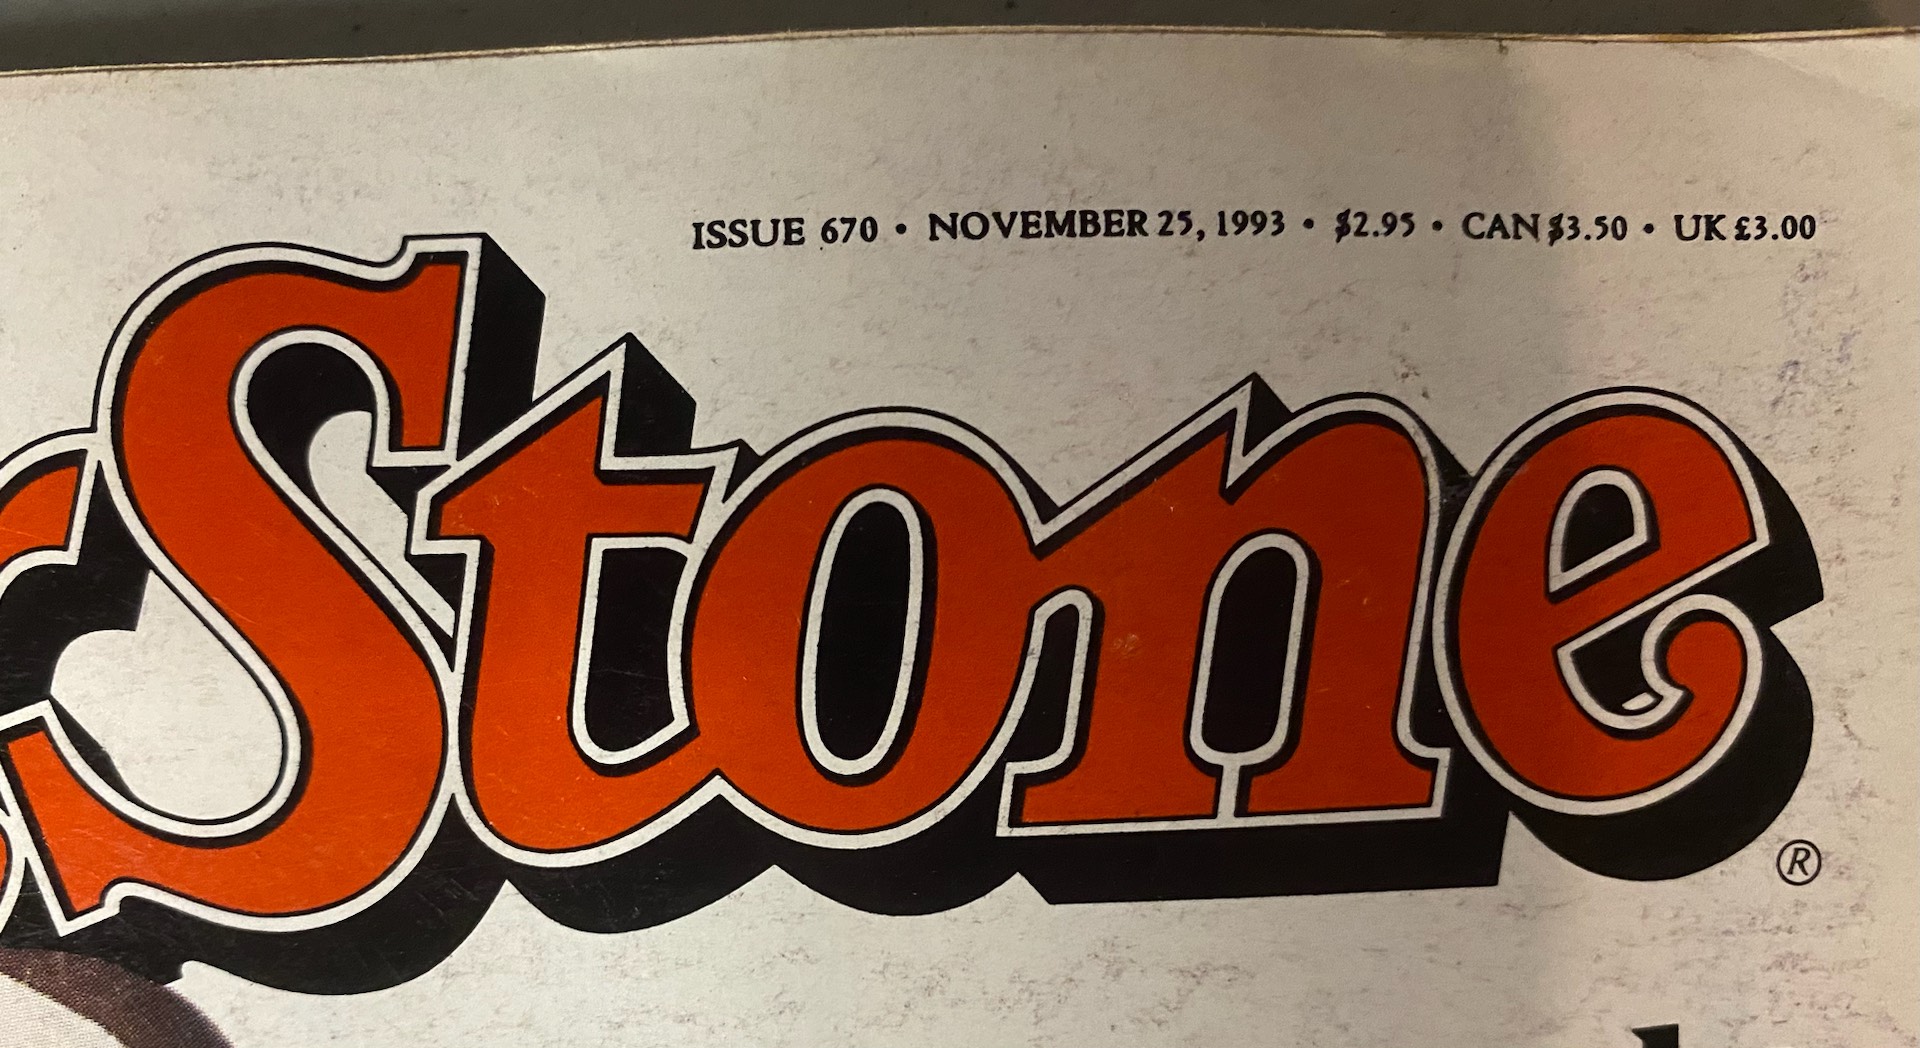 ISSUE 670 • NOVEMBER 25, 1993 • $2.95 • CAN $3.50 • UK £3.00
Stone
®